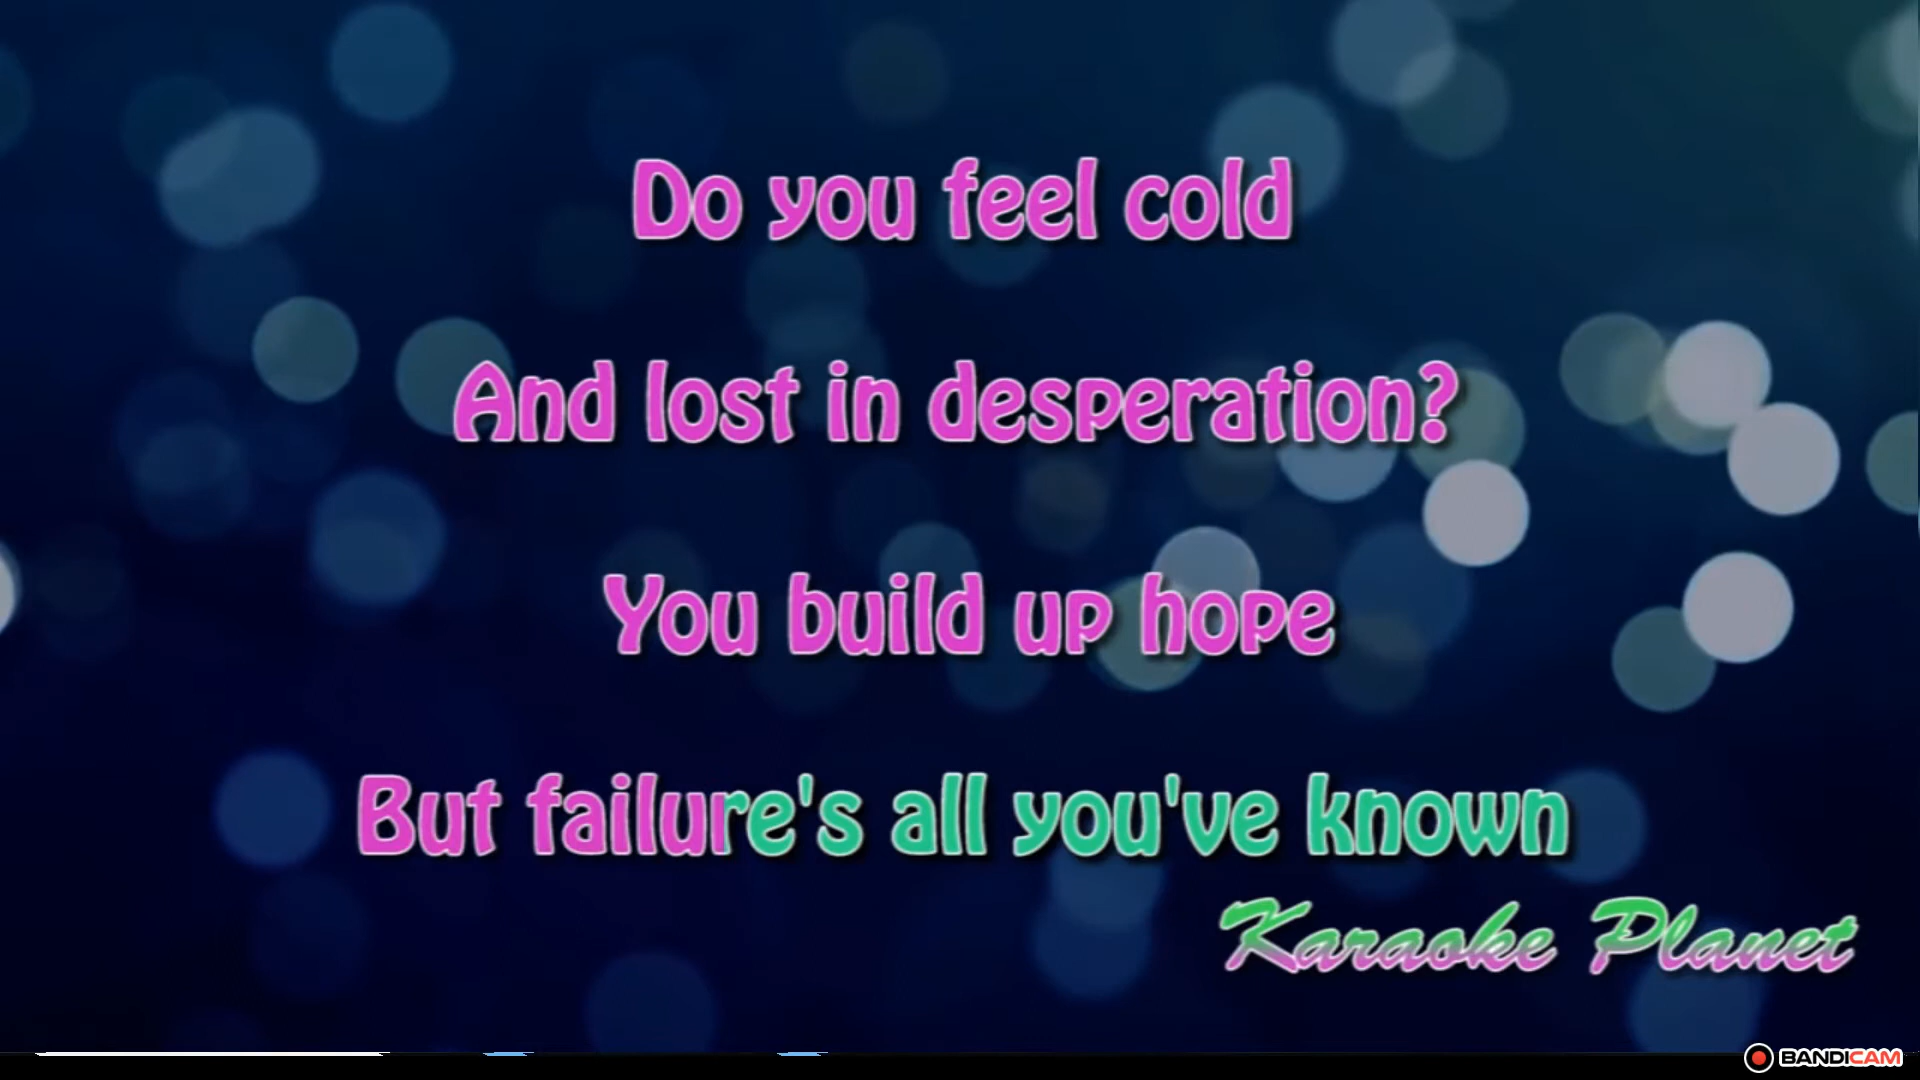 Do you feel cold
And lost in desperation?
You build up hope
But failure's all you've known
Karaoke Planet
BANDICAM